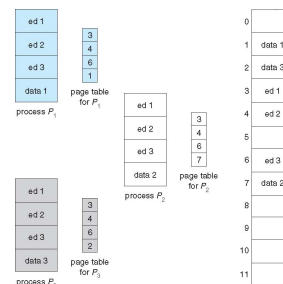 ed 1
ed 2
ed 3
data 1
process P1
3
4
6
1
page table
for P1
ed 1
ed 2
ed 3
data 2
process P2
3
4
6
7
page table
for P2
ed 1
ed 2
ed 3
data 3
process P
3
4
6
2
page table
for P3
0
1 data 1
2 data 3
3 ed 1
4 ed 2
5
6 ed 3
7 data 2
8
9
10
11